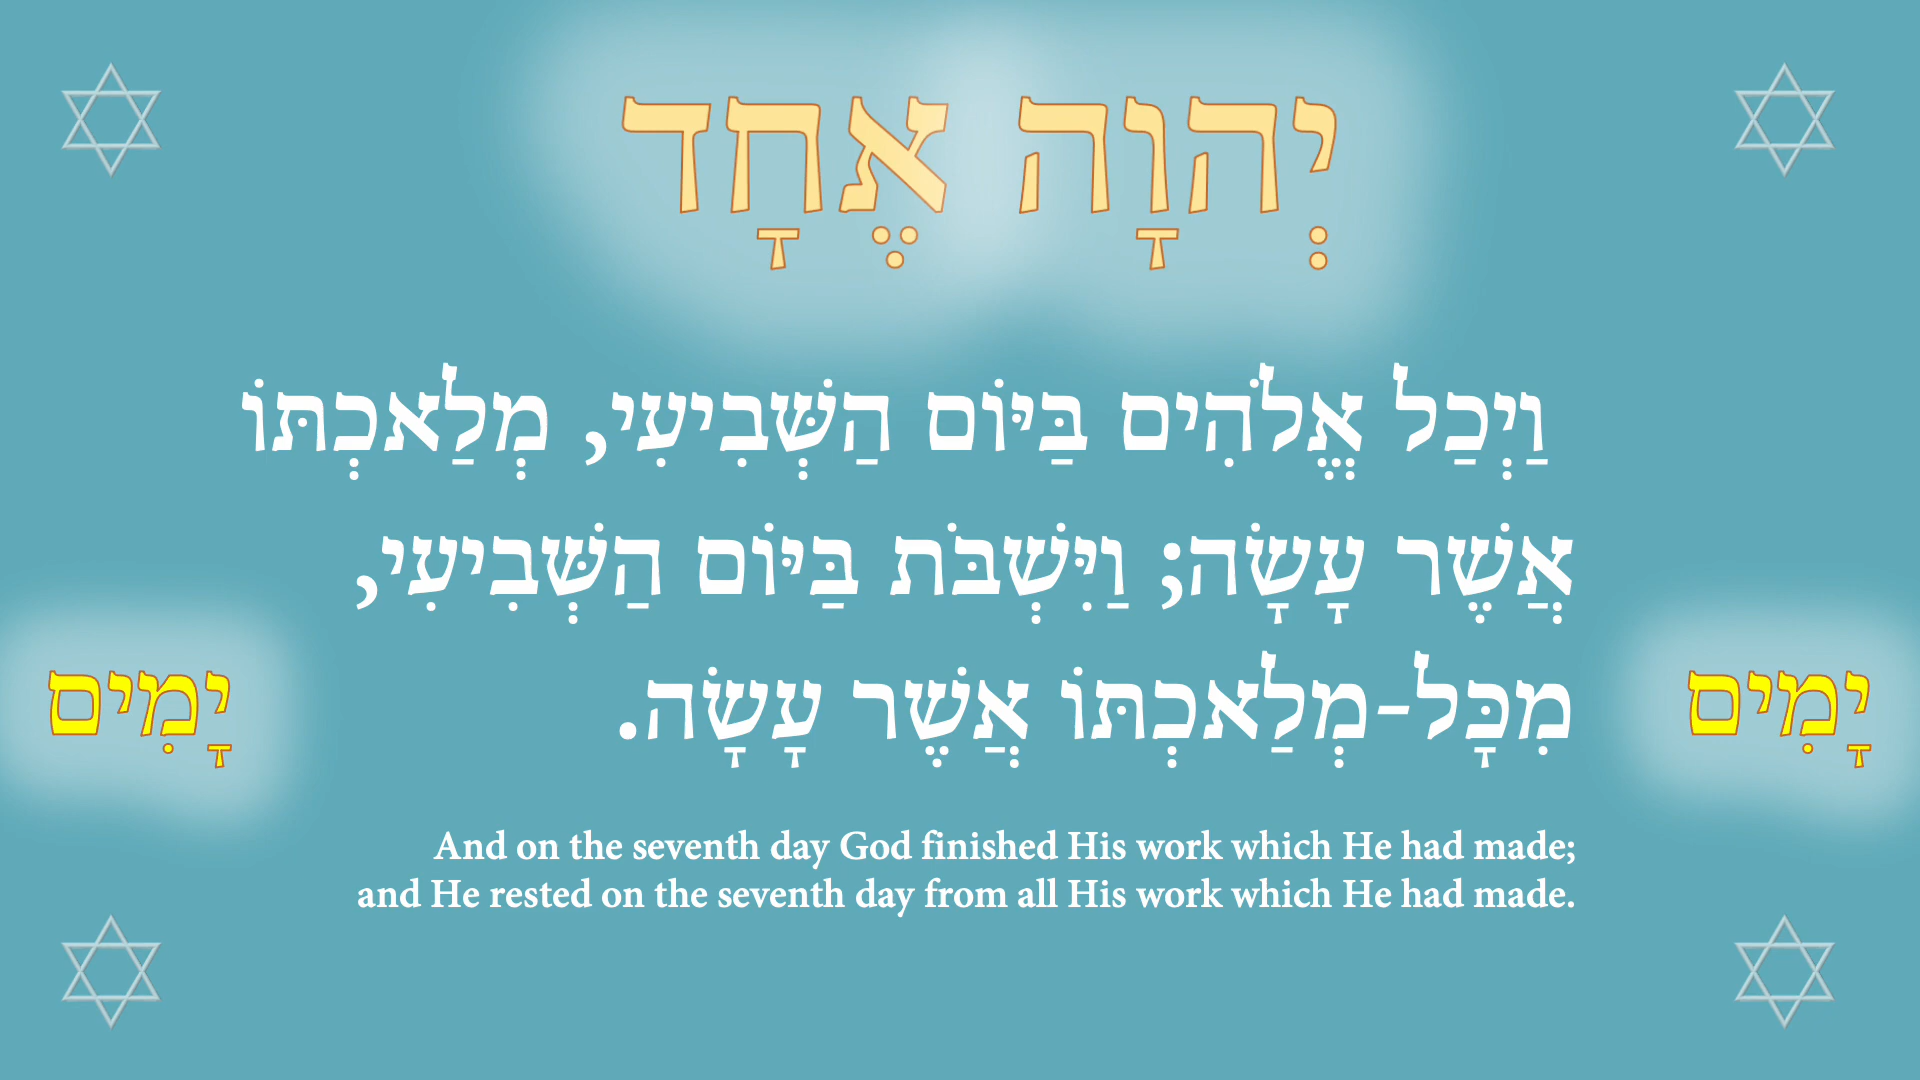 יְהוָה אֶחָד
וַיְכַל אֱלֹהִים בַּיּוֹם הַשְּׁבִיעִי, מְלַאכְתּוֹ
אֲשֶׁר עָשָׂה; וַיִּשְׁבֹּת בַּיּוֹם הַשְּׁבִיעִי,
מִכָּל-מְלַאכְתּוֹ אֲשֶׁר עָשָׂה.
יָמִים
יָמִים
And on the seventh day God finished His work which He had made;
and He rested on the seventh day from all His work which He had made.